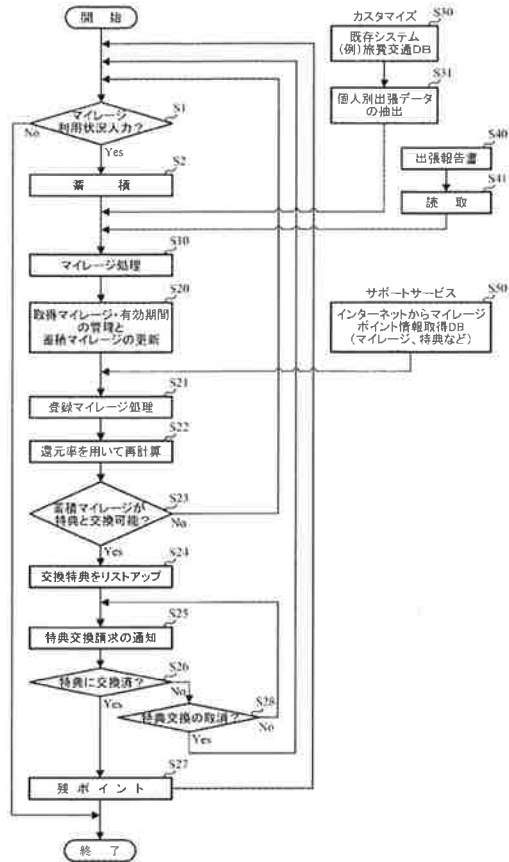 開 始
カスタマイズ
S30
既存システム
(例)旅費交通DB
S31
個人別出張データ
の抽出
S1
マイレージ
利用状況入力?
No
Yes
S2
蓄 積
S40
出張報告書
S41
読 取
S10
マイレージ処理
S20
取得マイレージ・有効期間
の管理と
蓄積マイレージの更新
サポートサービス
S50
インターネットからマイレージ
ポイント情報取得DB
(マイレージ、特典など)
S21
登録マイレージ処理
S22
還元率を用いて再計算
S23
蓄積マイレージが
特典と交換可能?
No
Yes
S24
交換特典をリストアップ
S25
特典交換請求の通知
S26
特典に交換済?
No
Yes
S28
特典交換の取消?
No
Yes
S27
残 ポ イ ン ト
終 了